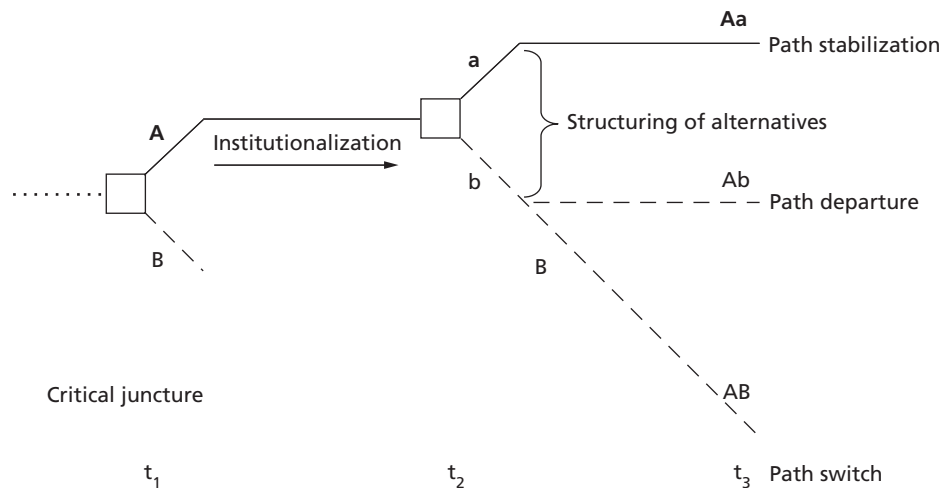 Aa
Path stabilization
a
Structuring of alternatives
A
Institutionalization
b
Ab
Path departure
B
B
Critical juncture
AB
t1
t2
t3
Path switch